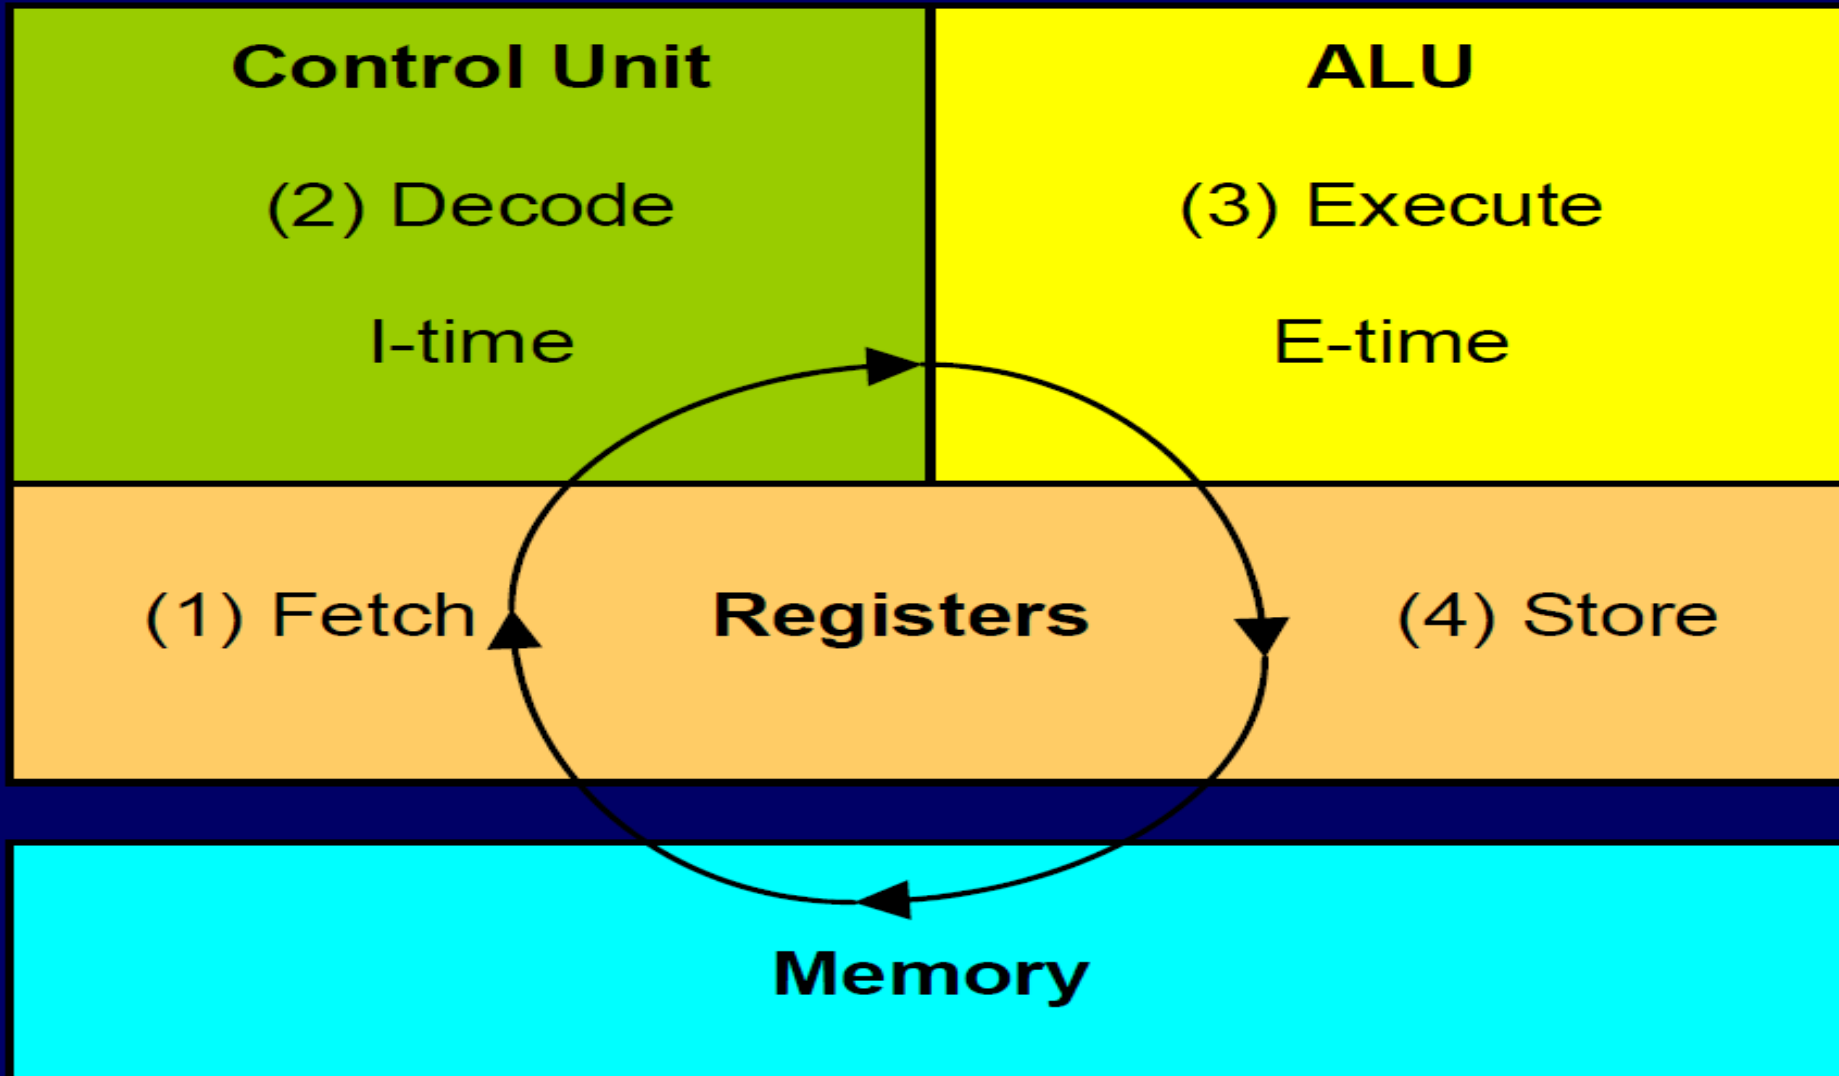 Control Unit
(2) Decode
I-time
ALU
(3) Execute
E-time
(1) Fetch
Registers
(4) Store
Memory